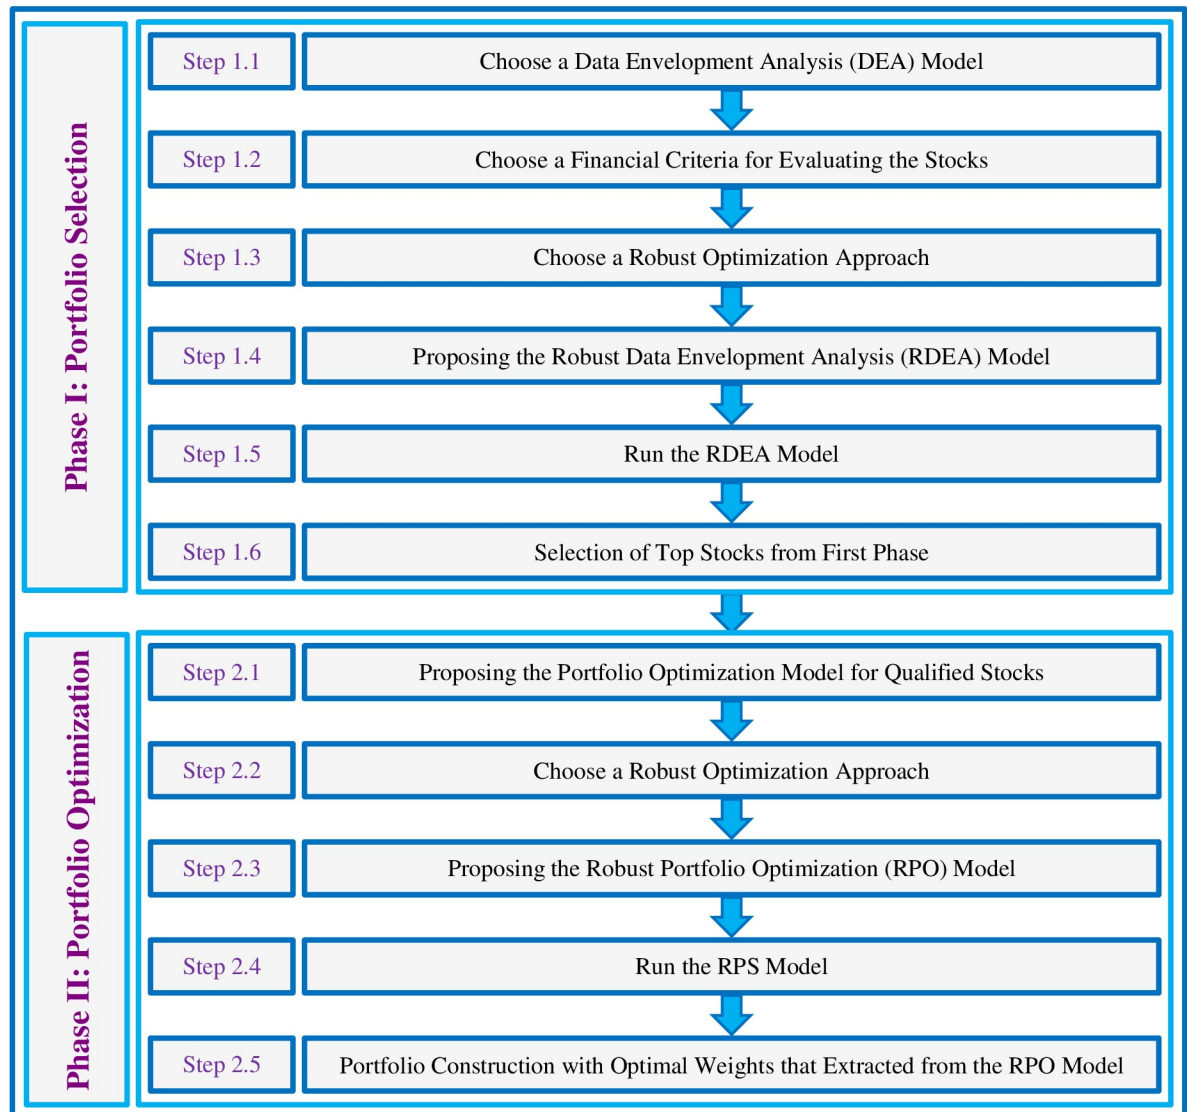 Phase I: Portfolio Selection
Step 1.1
Choose a Data Envelopment Analysis (DEA) Model
Step 1.2
Choose a Financial Criteria for Evaluating the Stocks
Step 1.3
Choose a Robust Optimization Approach
Step 1.4
Proposing the Robust Data Envelopment Analysis (RDEA) Model
Step 1.5
Run the RDEA Model
Step 1.6
Selection of Top Stocks from First Phase
Phase II: Portfolio Optimization
Step 2.1
Proposing the Portfolio Optimization Model for Qualified Stocks
Step 2.2
Choose a Robust Optimization Approach
Step 2.3
Proposing the Robust Portfolio Optimization (RPO) Model
Step 2.4
Run the RPS Model
Step 2.5
Portfolio Construction with Optimal Weights that Extracted from the RPO Model